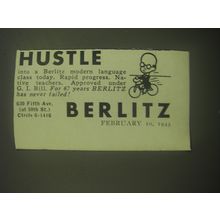 HUSTLE
into a Berlitz modern language
class today. Rapid progress. Na-
tive teachers. Approved under
G. I. Bill. For 67 years BERLITZ
has never failed!
630 Fifth Ave.
(at 50th St.)
Circle 6-1416
BERLITZ
FEBRUARY 10, 1945